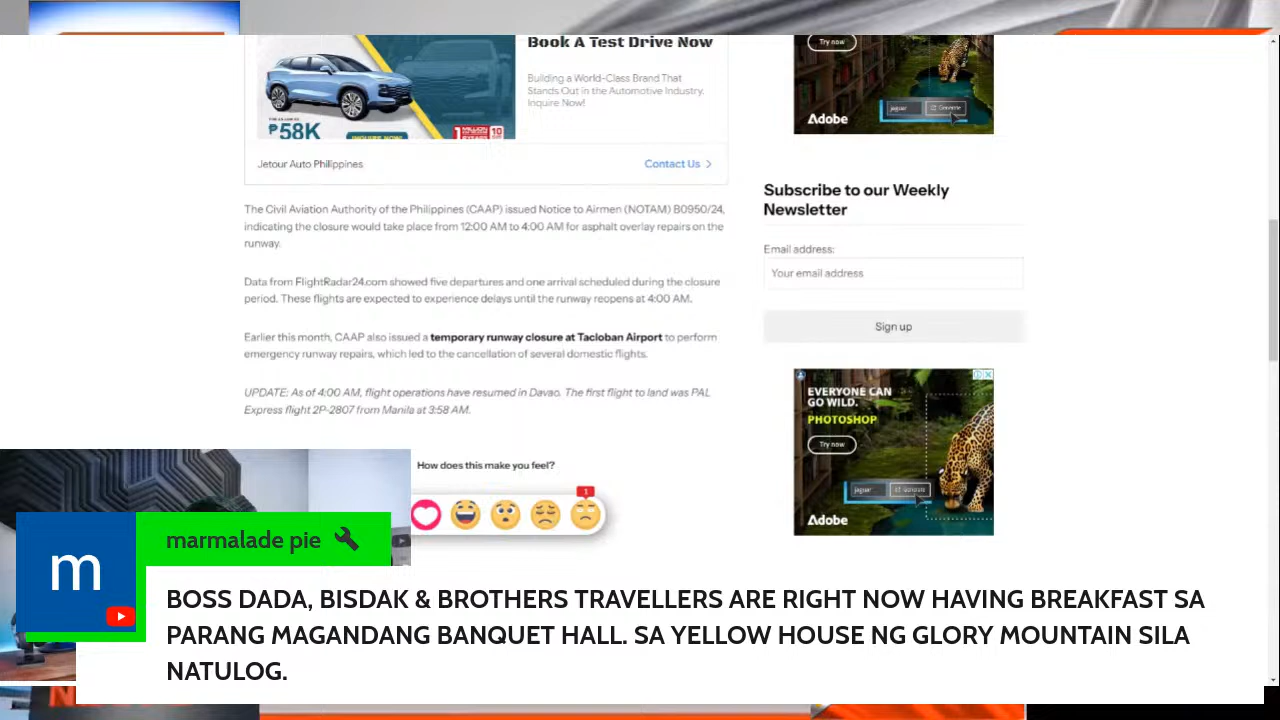 Book A Test Drive Now
Building a World-Class Brand That
Stands Out in the Automotive Industry.
Inquire Now!
₱58K
INQUIRE NOW!
1 MILLION
10
Jetour Auto Philippines
Contact Us
The Civil Aviation Authority of the Philippines (CAAP) issued Notice to Airmen (NOTAM) B0950/24,
indicating the closure would take place from 12:00 AM to 4:00 AM for asphalt overlay repairs on the
runway.
Data from FlightRadar24.com showed five departures and one arrival scheduled during the closure
period. These flights are expected to experience delays until the runway reopens at 4:00 AM.
Earlier this month, CAAP also issued a temporary runway closure at Tacloban Airport to perform
emergency runway repairs, which led to the cancellation of several domestic flights.
UPDATE: As of 4:00 AM, flight operations have resumed in Davao. The first flight to land was PAL
Express flight 2P-2807 from Manila at 3:58 AM.
How does this make you feel?
1
Try now
jaguar
Generate
Adobe
Subscribe to our Weekly
Newsletter
Email address:
Your email address
Sign up
EVERYONE CAN
GO WILD.
PHOTOSHOP
Try now
jaguar
Generate
Adobe
m
marmalade pie
BOSS DADA, BISDAK & BROTHERS TRAVELLERS ARE RIGHT NOW HAVING BREAKFAST SA
PARANG MAGANDANG BANQUET HALL. SA YELLOW HOUSE NG GLORY MOUNTAIN SILA
NATULOG.